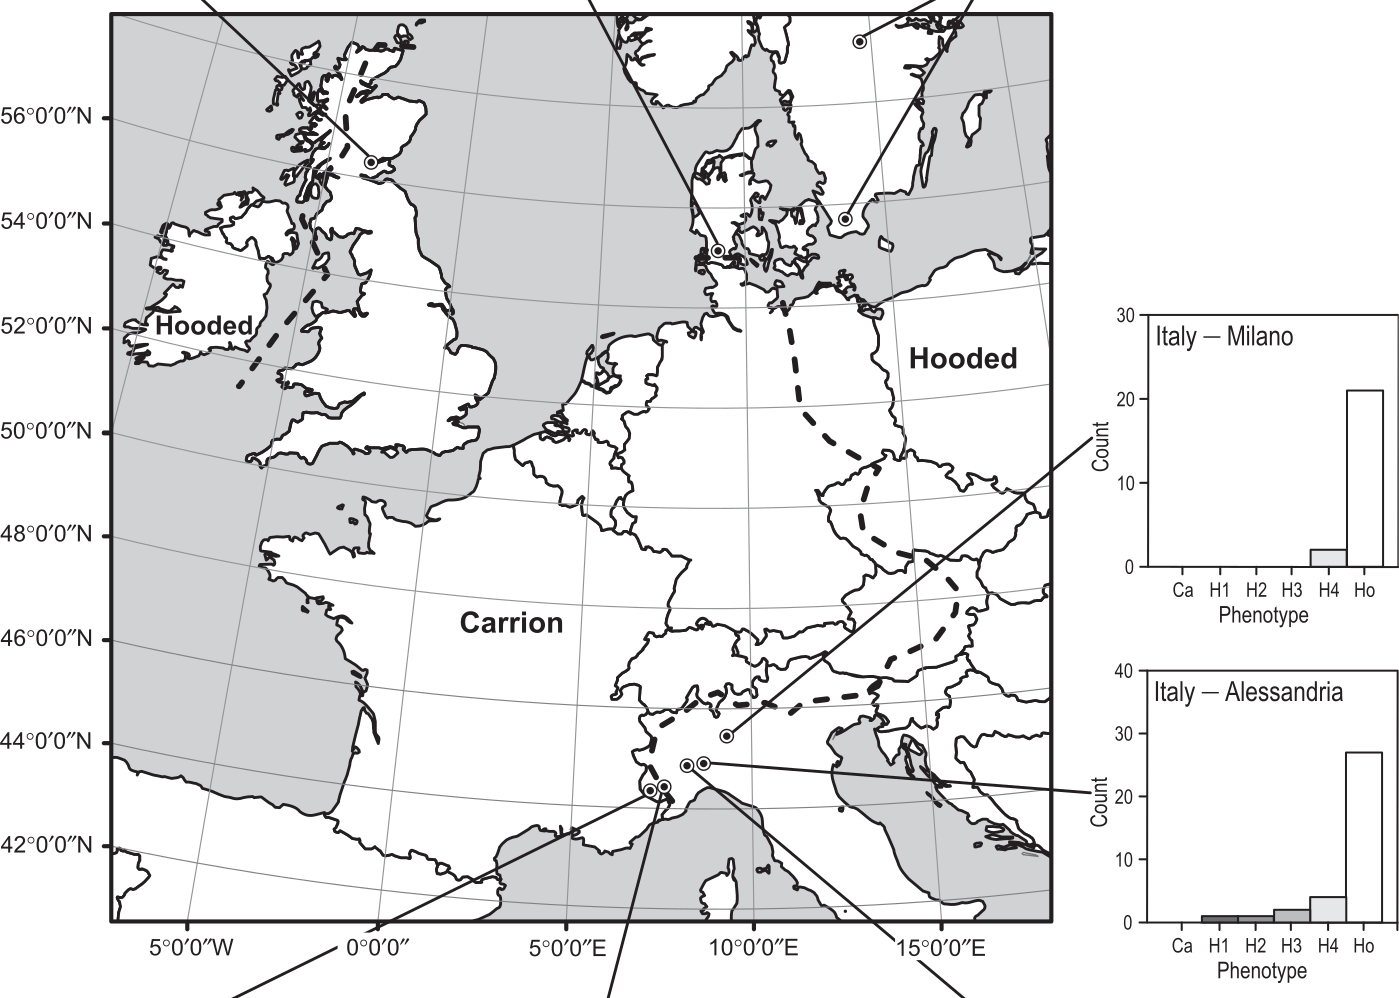 56°0′0″N
54°0′0″N
52°0′0″N
50°0′0″N
48°0′0″N
46°0′0″N
44°0′0″N
42°0′0″N
5°0′0″W
0°0′0″
5°0′0″E
10°0′0″E
15°0′0″E
Hooded
Hooded
Carrion
Italy – Milano
30
20
10
0
Count
Ca H1 H2 H3 H4 Ho
Phenotype
Italy – Alessandria
40
30
20
10
0
Count
Ca H1 H2 H3 H4 Ho
Phenotype